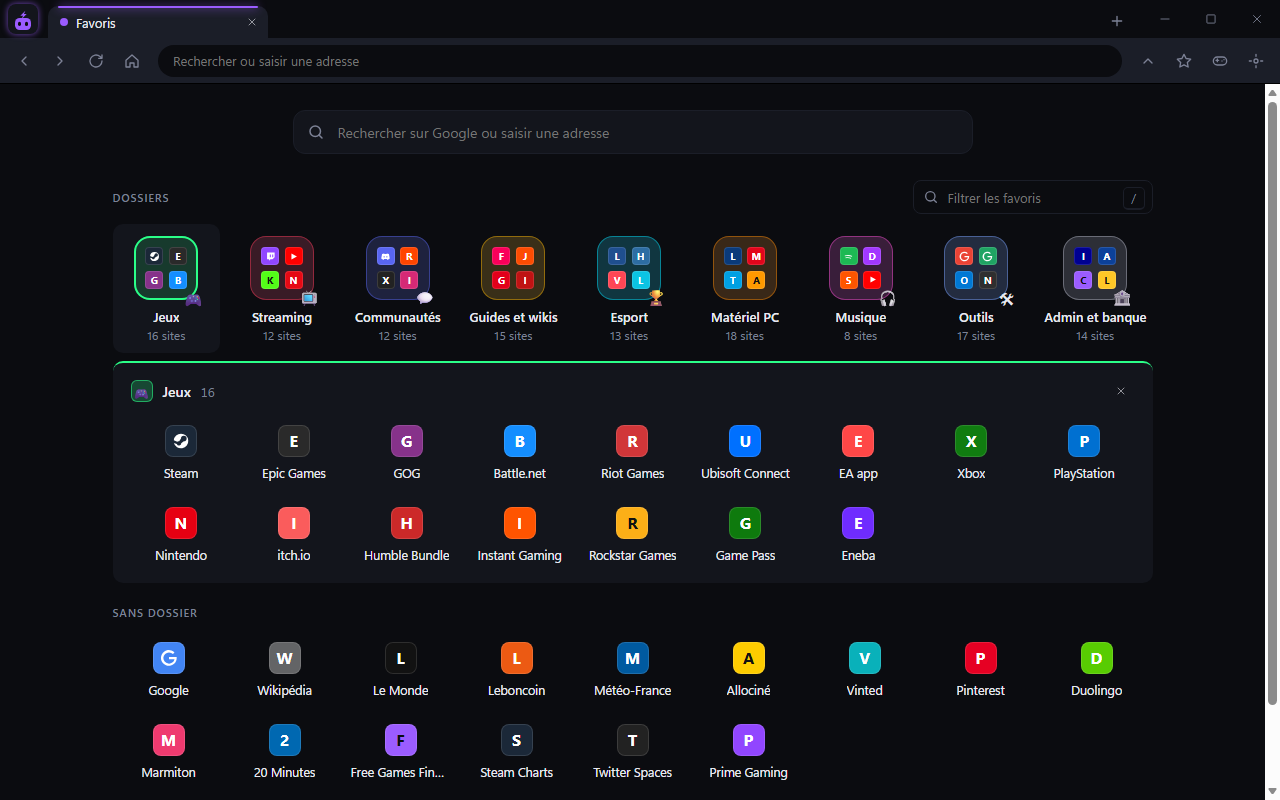 Favoris
Rechercher ou saisir une adresse
Rechercher sur Google ou saisir une adresse
DOSSIERS
Filtrer les favoris /
E G B
K N
R X I
F J G I
L H V L
L M T A
D S
G G O N
I A C L
Jeux Streaming Communautés Guides et wikis Esport Matériel PC Musique Outils Admin et banque
16 sites 12 sites 12 sites 15 sites 13 sites 18 sites 8 sites 17 sites 14 sites
Jeux 16
E G B R U E X P
Steam Epic Games GOG Battle.net Riot Games Ubisoft Connect EA app Xbox PlayStation
N I H I R G E
Nintendo itch.io Humble Bundle Instant Gaming Rockstar Games Game Pass Eneba
SANS DOSSIER
G W L L M A V P D
Google Wikipédia Le Monde Leboncoin Météo-France Allociné Vinted Pinterest Duolingo
M 2 F S T P
Marmiton 20 Minutes Free Games Fin... Steam Charts Twitter Spaces Prime Gaming